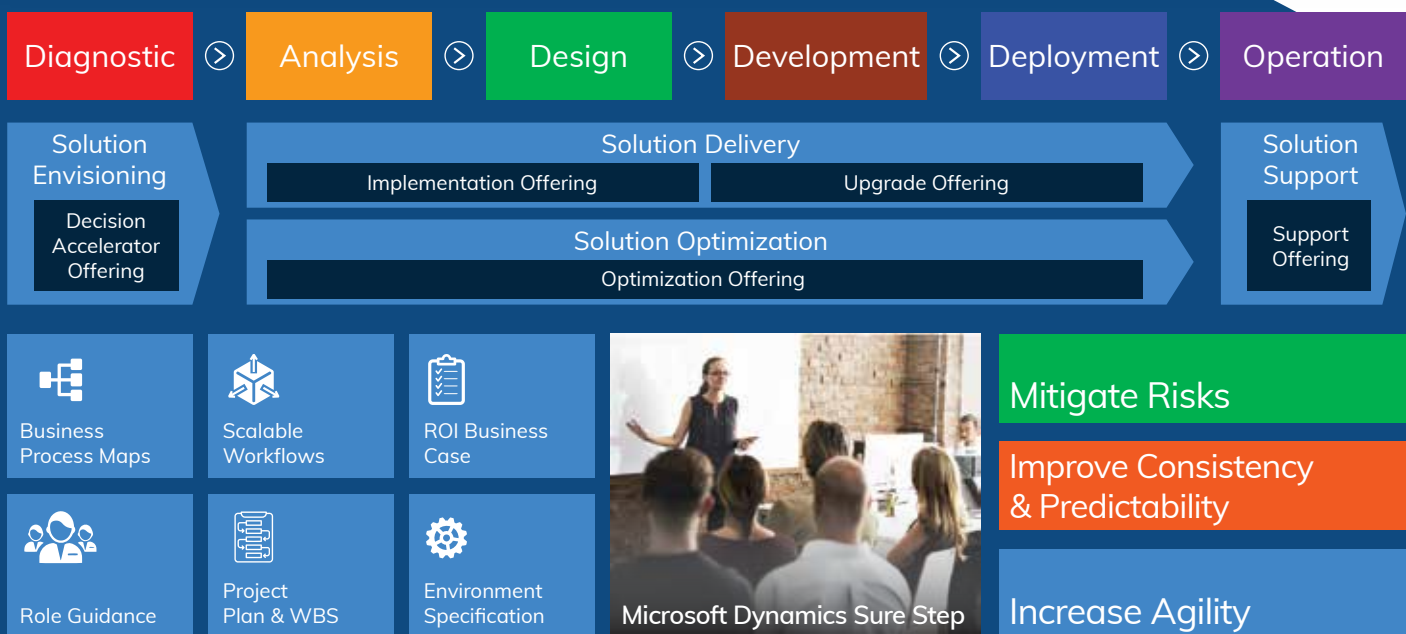 Diagnostic
Analysis
Design
Development
Deployment
Operation
Solution
Envisioning
Decision
Accelerator
Offering
Solution Delivery
Implementation Offering
Upgrade Offering
Solution Optimization
Optimization Offering
Solution
Support
Support
Offering
Business
Process Maps
Scalable
Workflows
ROI Business
Case
Role Guidance
Project
Plan & WBS
Environment
Specification
Microsoft Dynamics Sure Step
Mitigate Risks
Improve Consistency
& Predictability
Increase Agility